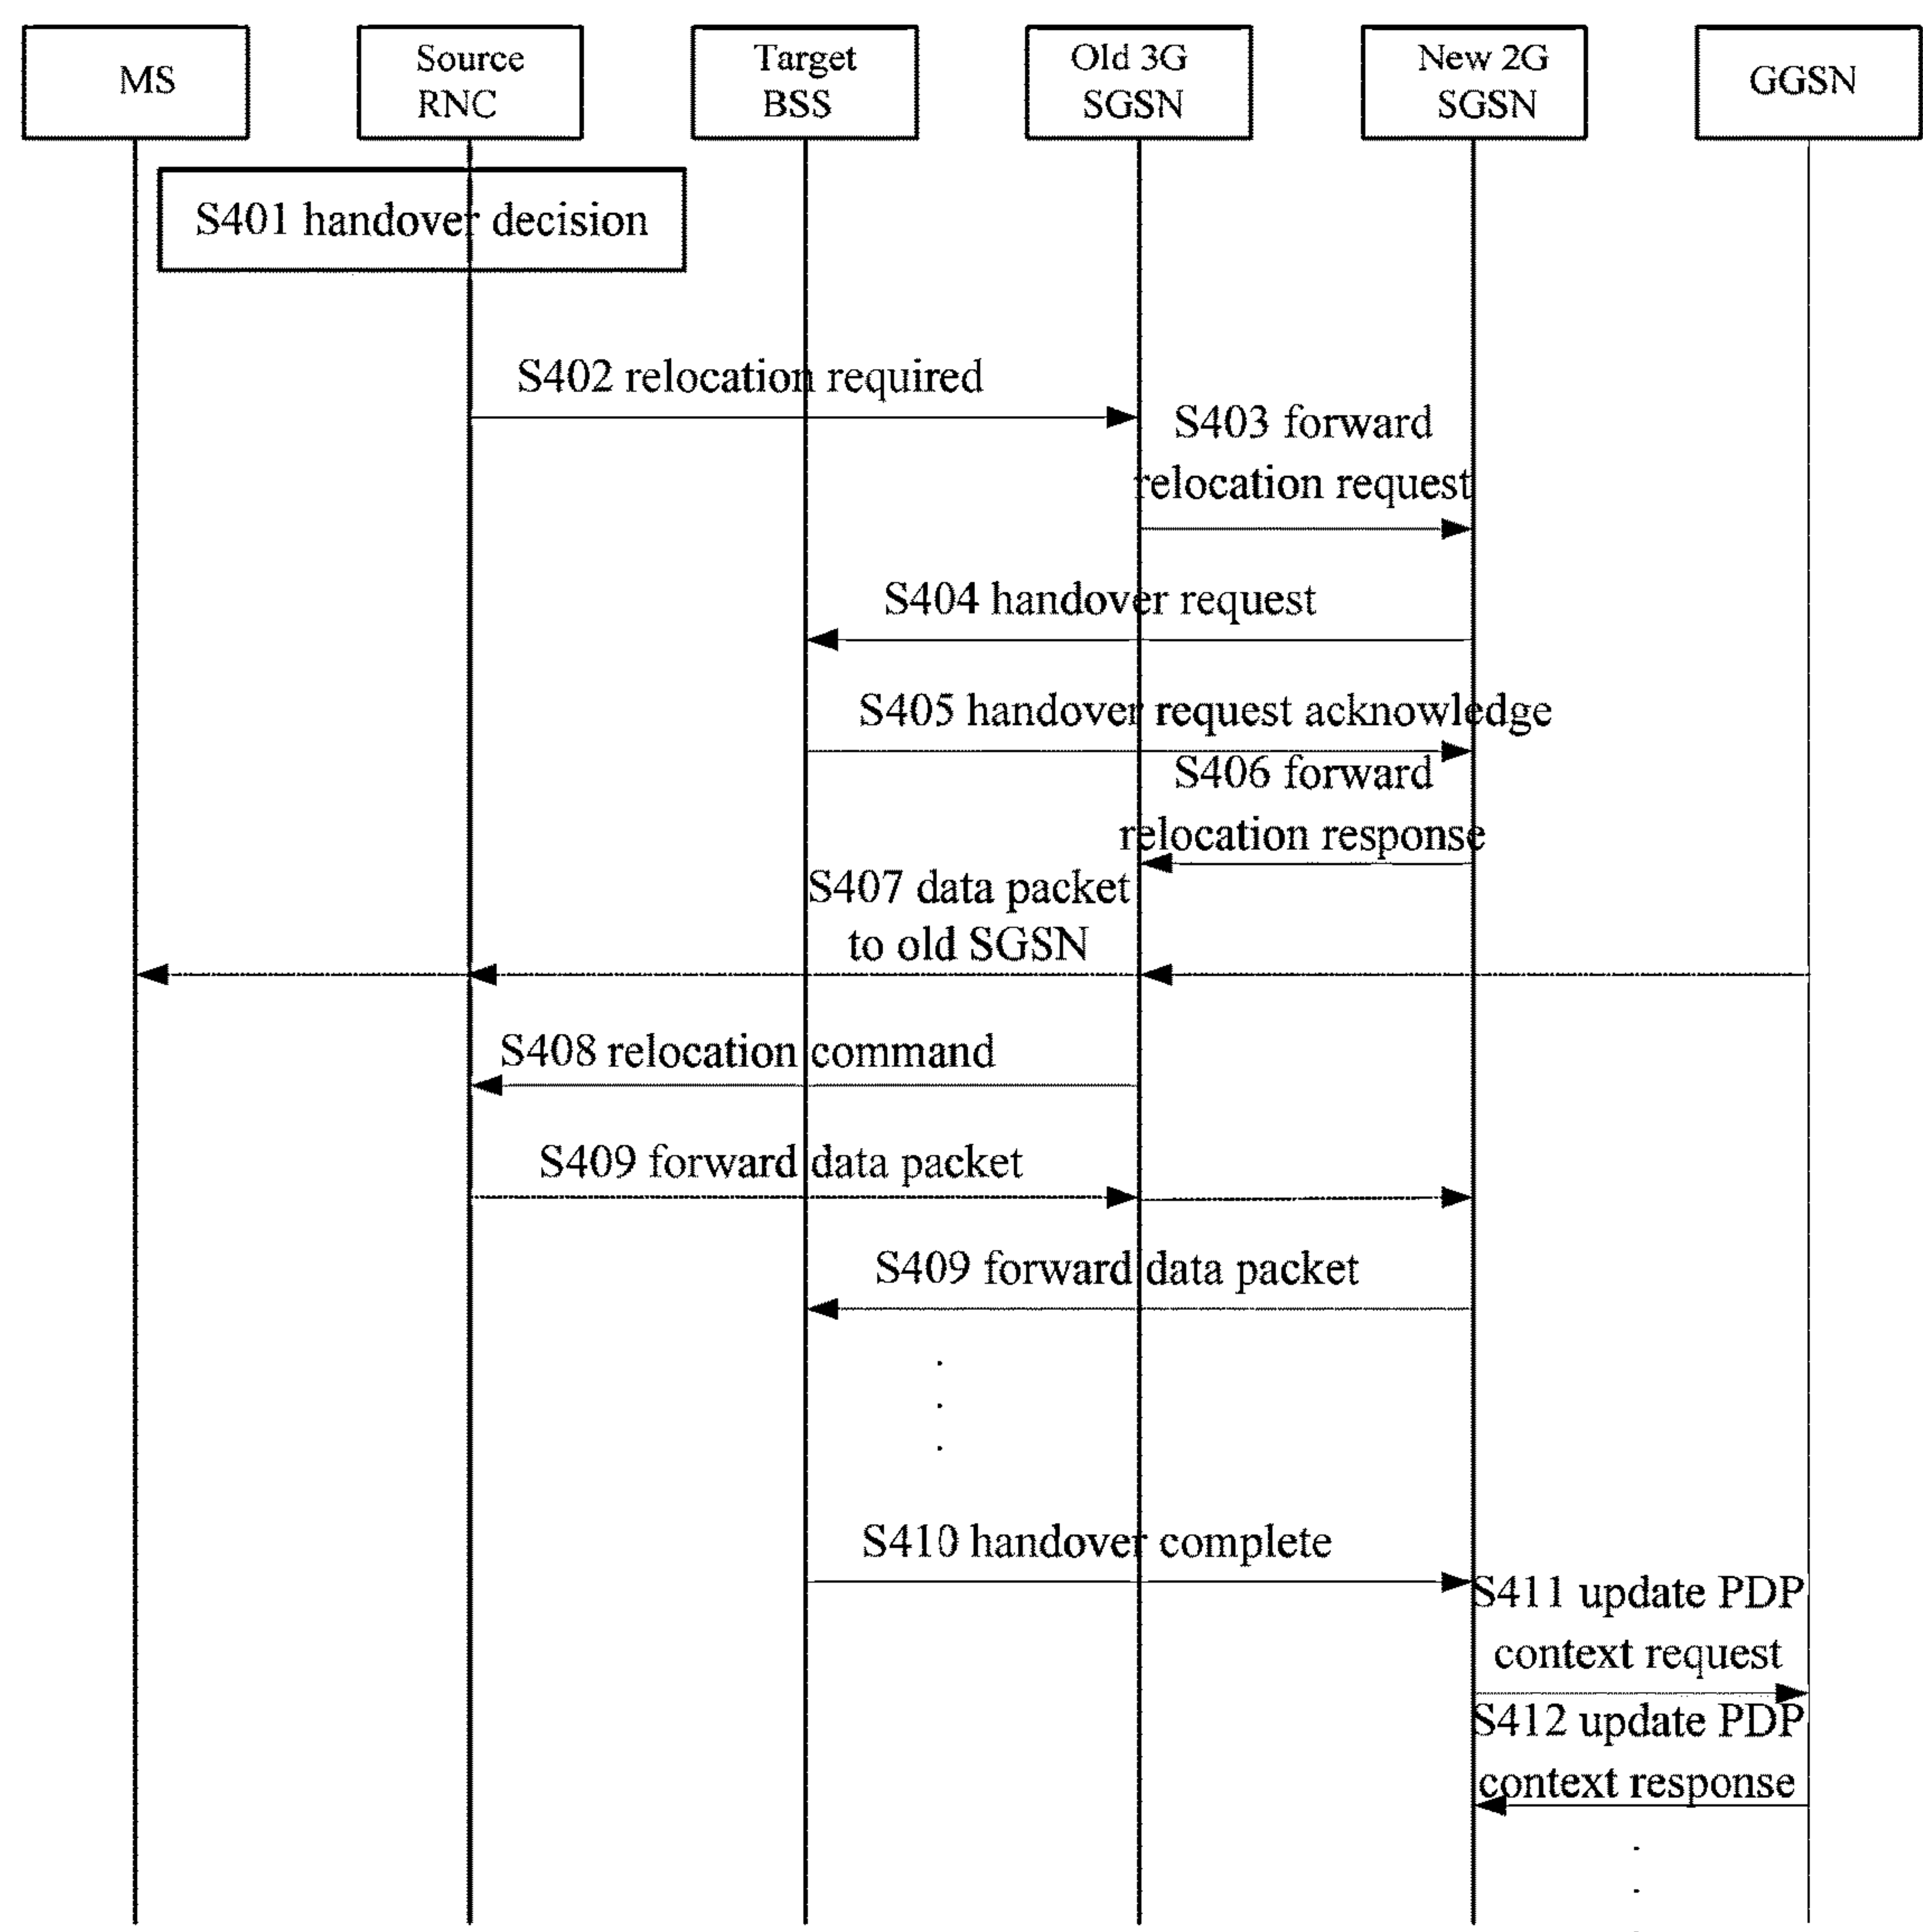 MS
Source
RNC
Target
BSS
Old 3G
SGSN
New 2G
SGSN
GGSN
S401 handover decision
S402 relocation required
S403 forward
relocation request
S404 handover request
S405 handover request acknowledge
S406 forward
relocation response
S407 data packet
to old SGSN
S408 relocation command
S409 forward data packet
S409 forward data packet
S410 handover complete
S411 update PDP
context request
S412 update PDP
context response